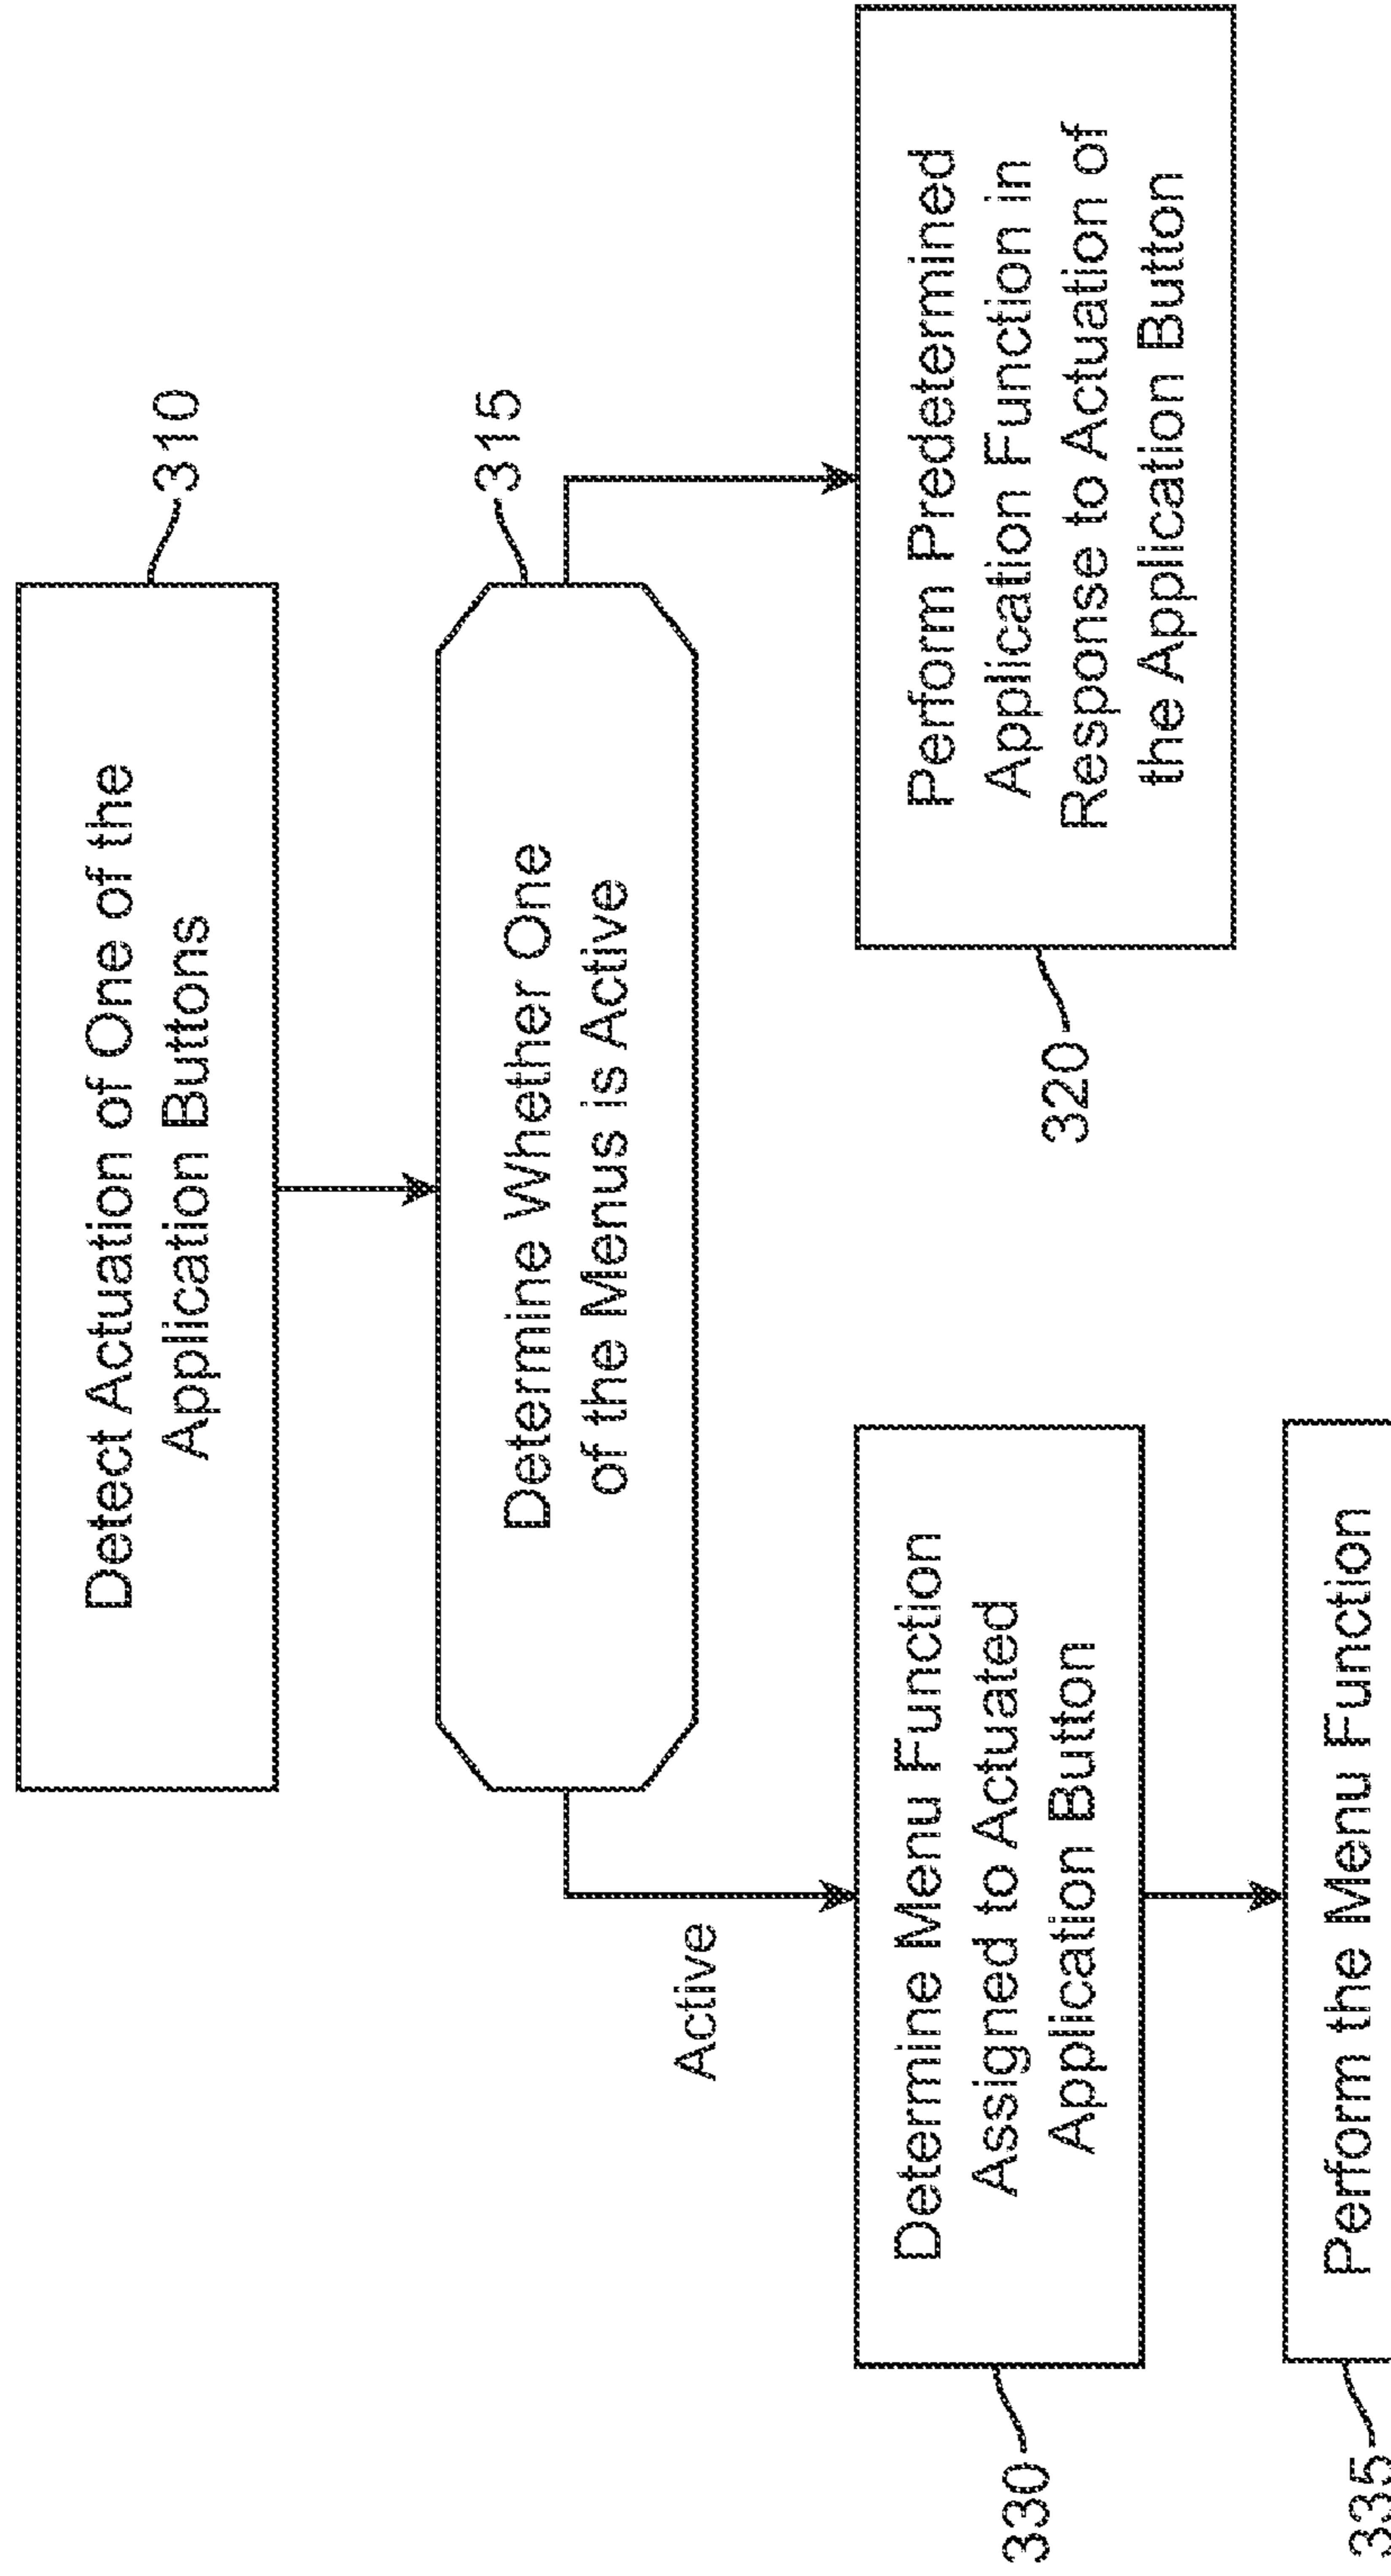 Detect Actuation of One of the
Application Buttons
310
Determine Whether One
of the Menus is Active
315
Active
Determine Menu Function
Assigned to Actuated
Application Button
330
Perform Predetermined
Application Function in
Response to Actuation of
the Application Button
320
Perform the Menu Function
335